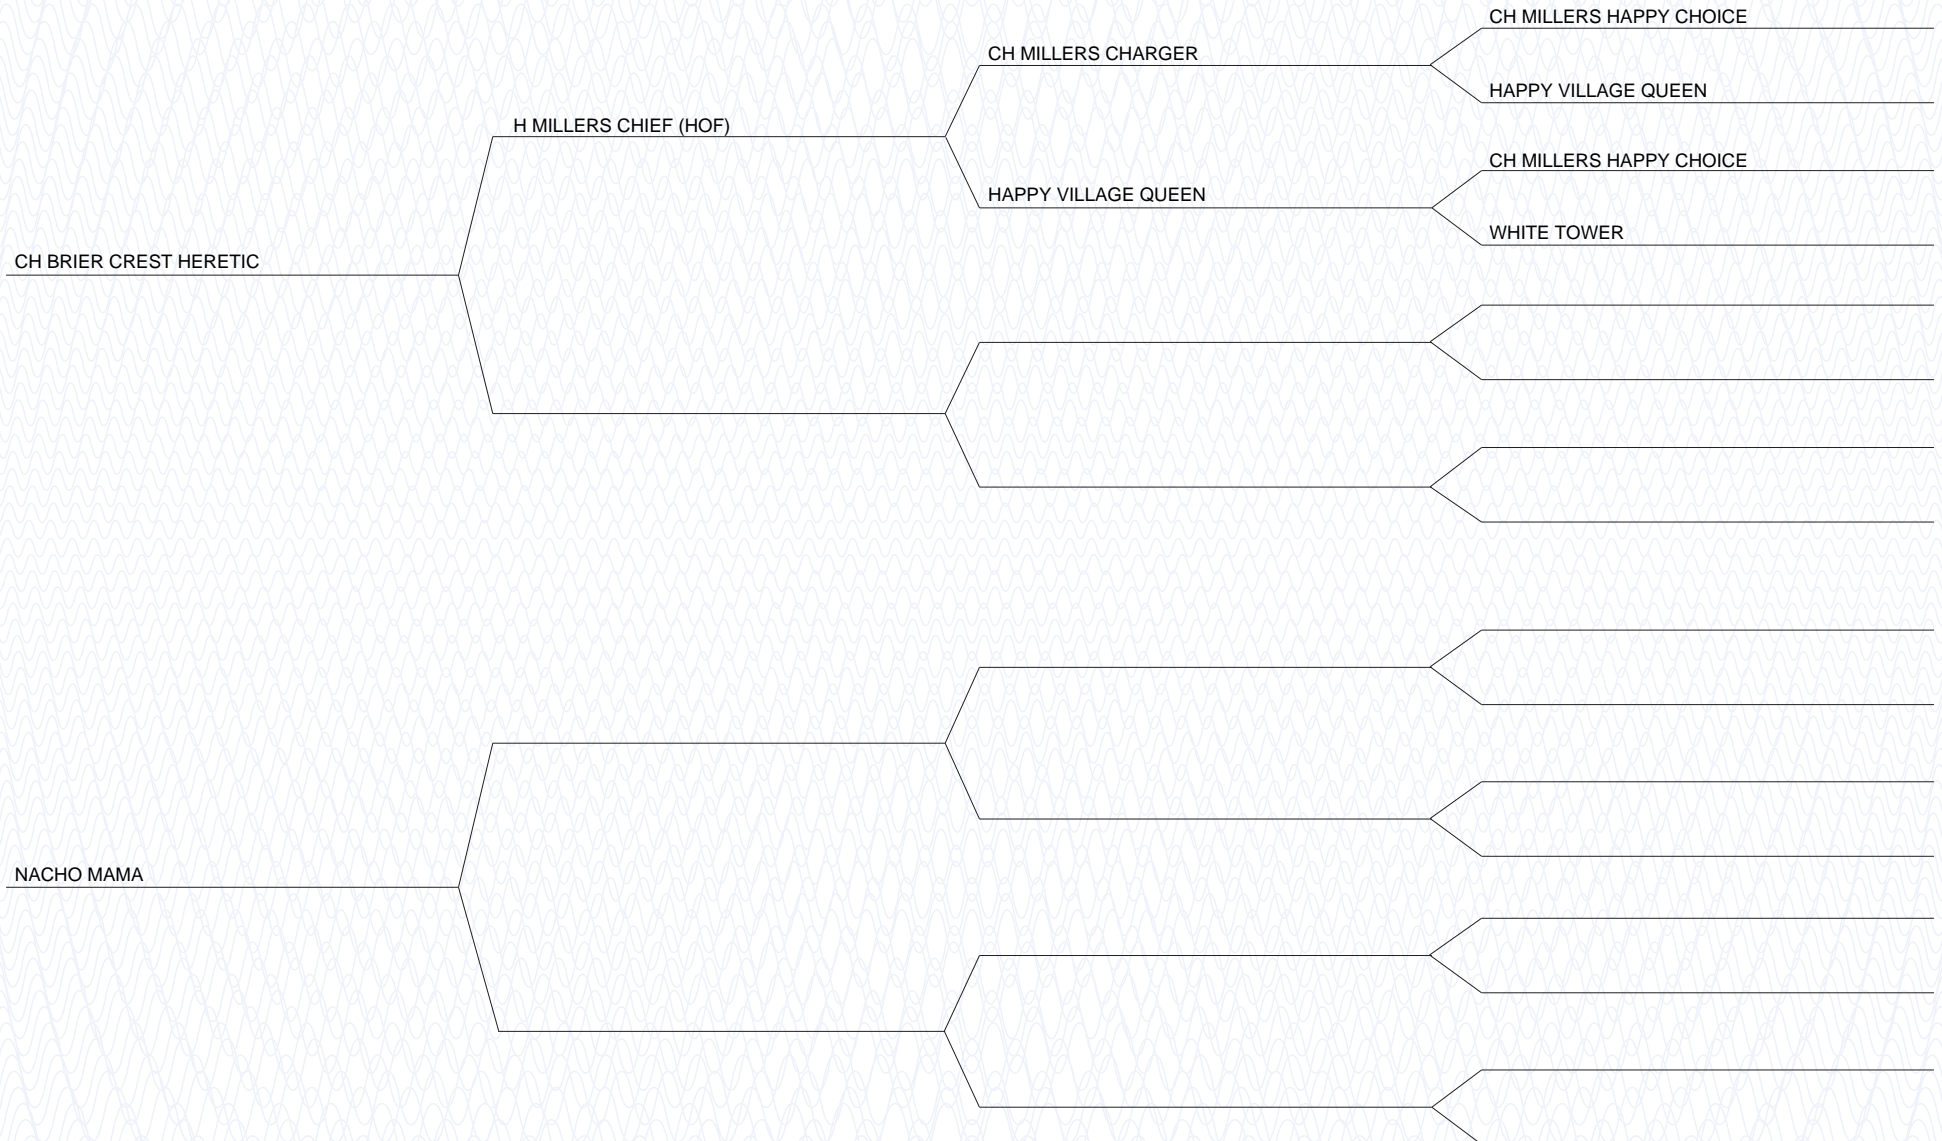 CH MILLERS HAPPY CHOICE
CH MILLERS CHARGER
HAPPY VILLAGE QUEEN
H MILLERS CHIEF (HOF)
CH MILLERS HAPPY CHOICE
HAPPY VILLAGE QUEEN
WHITE TOWER
CH BRIER CREST HERETIC
NACHO MAMA